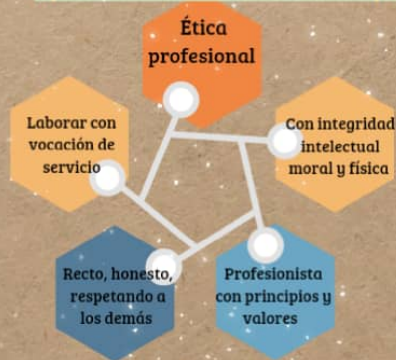 Ética
profesional
Laborar con
vocación de
servicio
Con integridad
intelectual
moral y física
Recto, honesto,
respetando a
los demás
Profesionista
con principios y
valores